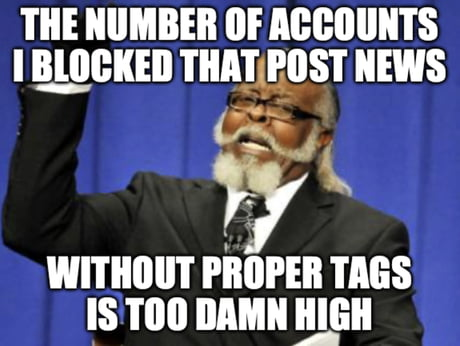 THE NUMBER OF ACCOUNTS
I BLOCKED THAT POST NEWS
WITHOUT PROPER TAGS
IS TOO DAMN HIGH